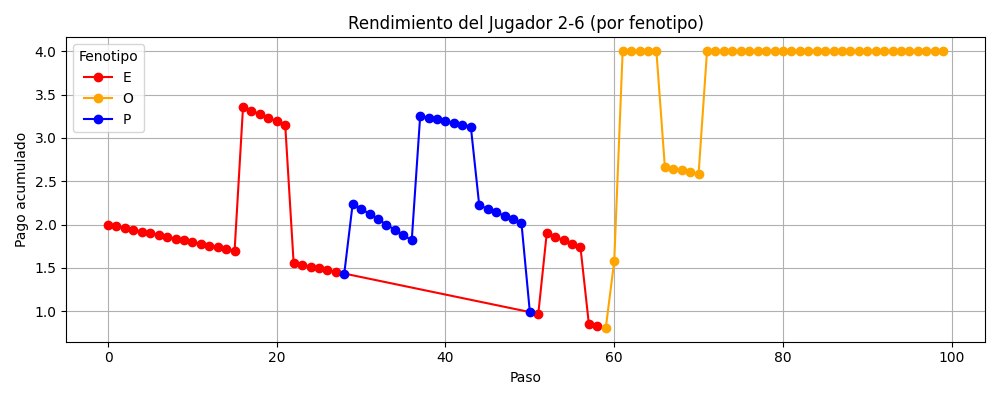 Rendimiento del Jugador 2-6 (por fenotipo)
Pago acumulado
4.0
3.5
3.0
2.5
2.0
1.5
1.0
Fenotipo
E
O
P
0 20 40 60 80 100
Paso